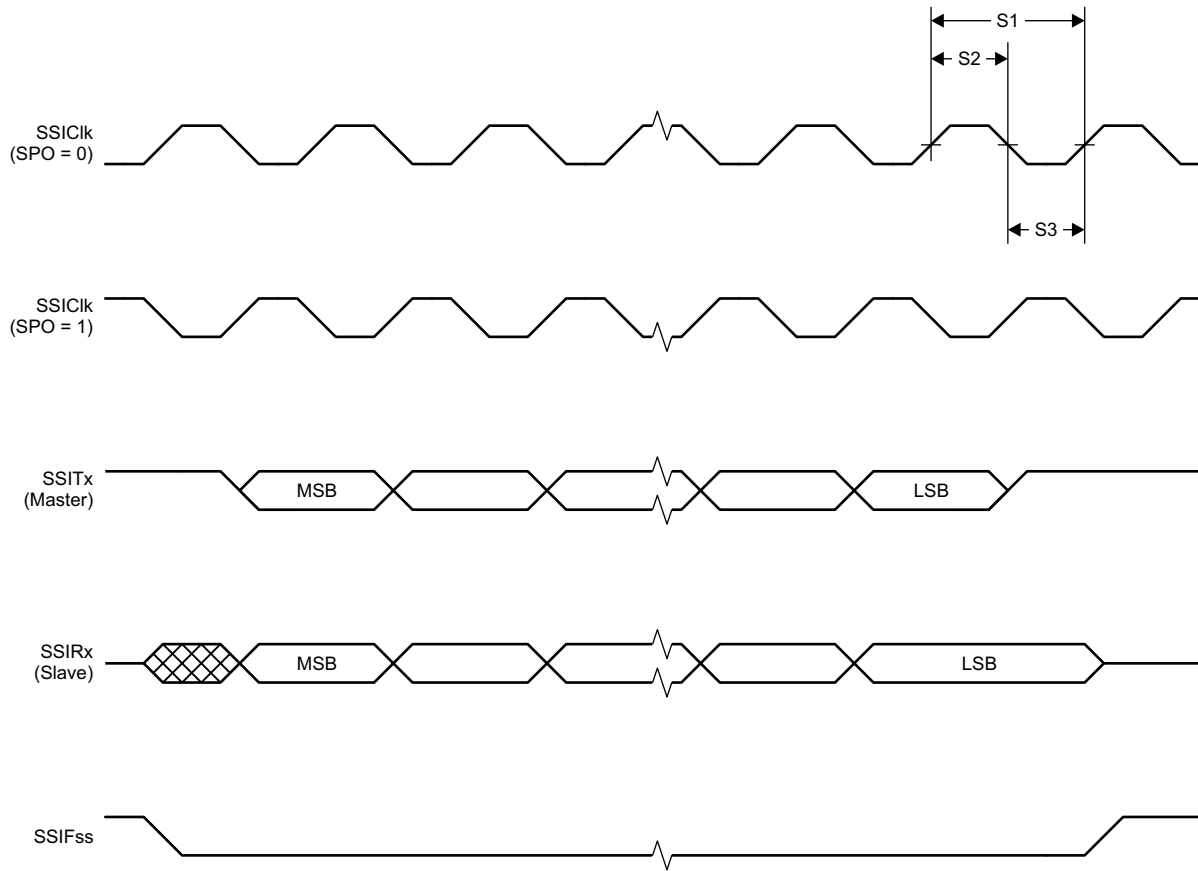 S1
S2
SSIClk
(SPO = 0)
S3
SSIClk
(SPO = 1)
SSITx
(Master)
MSB
LSB
SSIRx
(Slave)
MSB
LSB
SSIFss